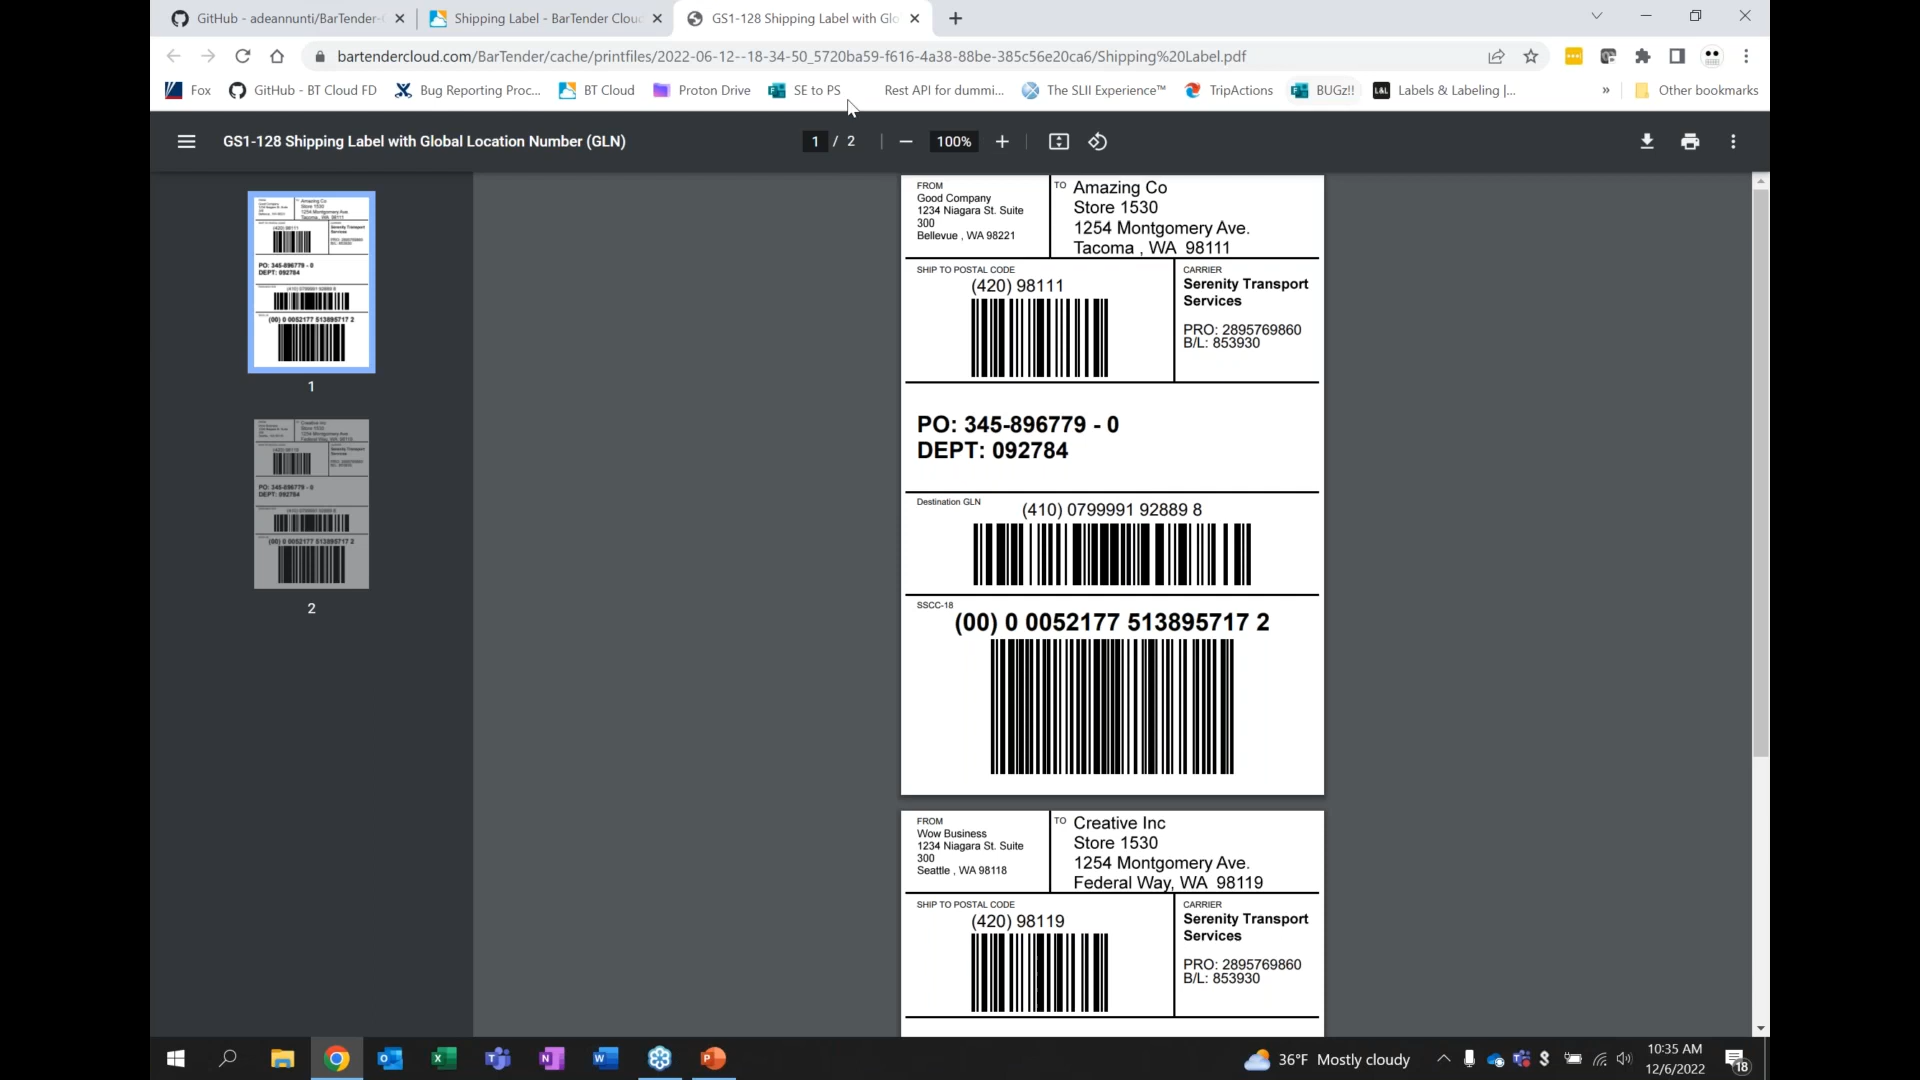 GitHub - adeannunti/BarTender-
Shipping Label - BarTender Cloud
GS1-128 Shipping Label with Glo
bartendercloud.com/BarTender/cache/printfiles/2022-06-12--18-34-50_5720ba59-f616-4a38-88be-385c56e20ca6/Shipping%20Label.pdf
Fox
GitHub - BT Cloud FD
Bug Reporting Proc...
BT Cloud
Proton Drive
SE to PS
Rest API for dummi...
The SLII Experience™
TripActions
BUGz!!
L&L
Labels & Labeling |...
»
Other bookmarks
GS1-128 Shipping Label with Global Location Number (GLN)
1 / 2
100%
1
2
FROM
Good Company
1234 Niagara St. Suite
300
Bellevue , WA 98221
TO Amazing Co
Store 1530
1254 Montgomery Ave.
Tacoma , WA 98111
SHIP TO POSTAL CODE
(420) 98111
CARRIER
Serenity Transport
Services
PRO: 2895769860
B/L: 853930
PO: 345-896779 - 0
DEPT: 092784
Destination GLN
(410) 0799991 92889 8
SSCC-18
(00) 0 0052177 513895717 2
FROM
Wow Business
1234 Niagara St. Suite
300
Seattle , WA 98118
TO Creative Inc
Store 1530
1254 Montgomery Ave.
Federal Way, WA 98119
SHIP TO POSTAL CODE
(420) 98119
CARRIER
Serenity Transport
Services
PRO: 2895769860
B/L: 853930
36°F Mostly cloudy
10:35 AM
12/6/2022
18